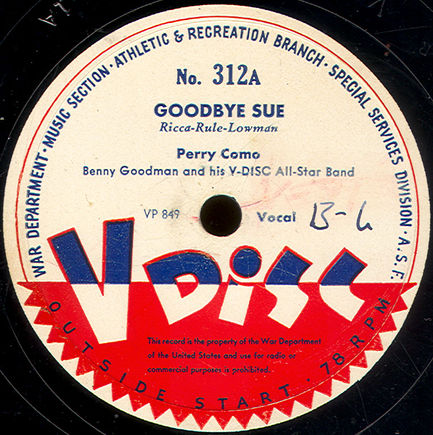 WAR DEPARTMENT · MUSIC SECTION · ATHLETIC & RECREATION BRANCH · SPECIAL SERVICES DIVISION · A.S.F.
No. 312A
GOODBYE SUE
Ricca-Rule-Lowman
Perry Como
Benny Goodman and his V-DISC All-Star Band
VP 849
Vocal
V DISC
This record is the property of the War Department
of the United States and use for radio or
commercial purposes is prohibited.
OUTSIDE START · 78 RPM